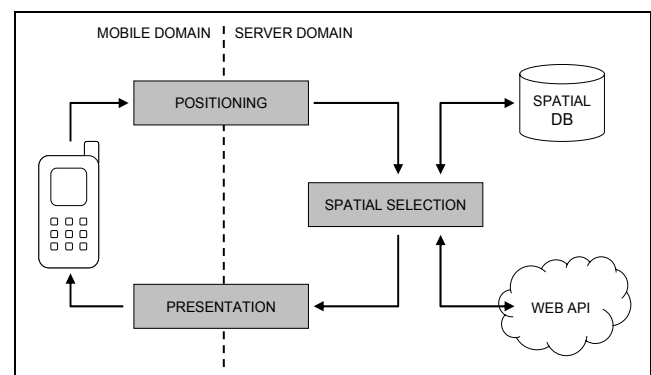 MOBILE DOMAIN SERVER DOMAIN
POSITIONING
SPATIAL
DB
SPATIAL SELECTION
PRESENTATION
WEB API